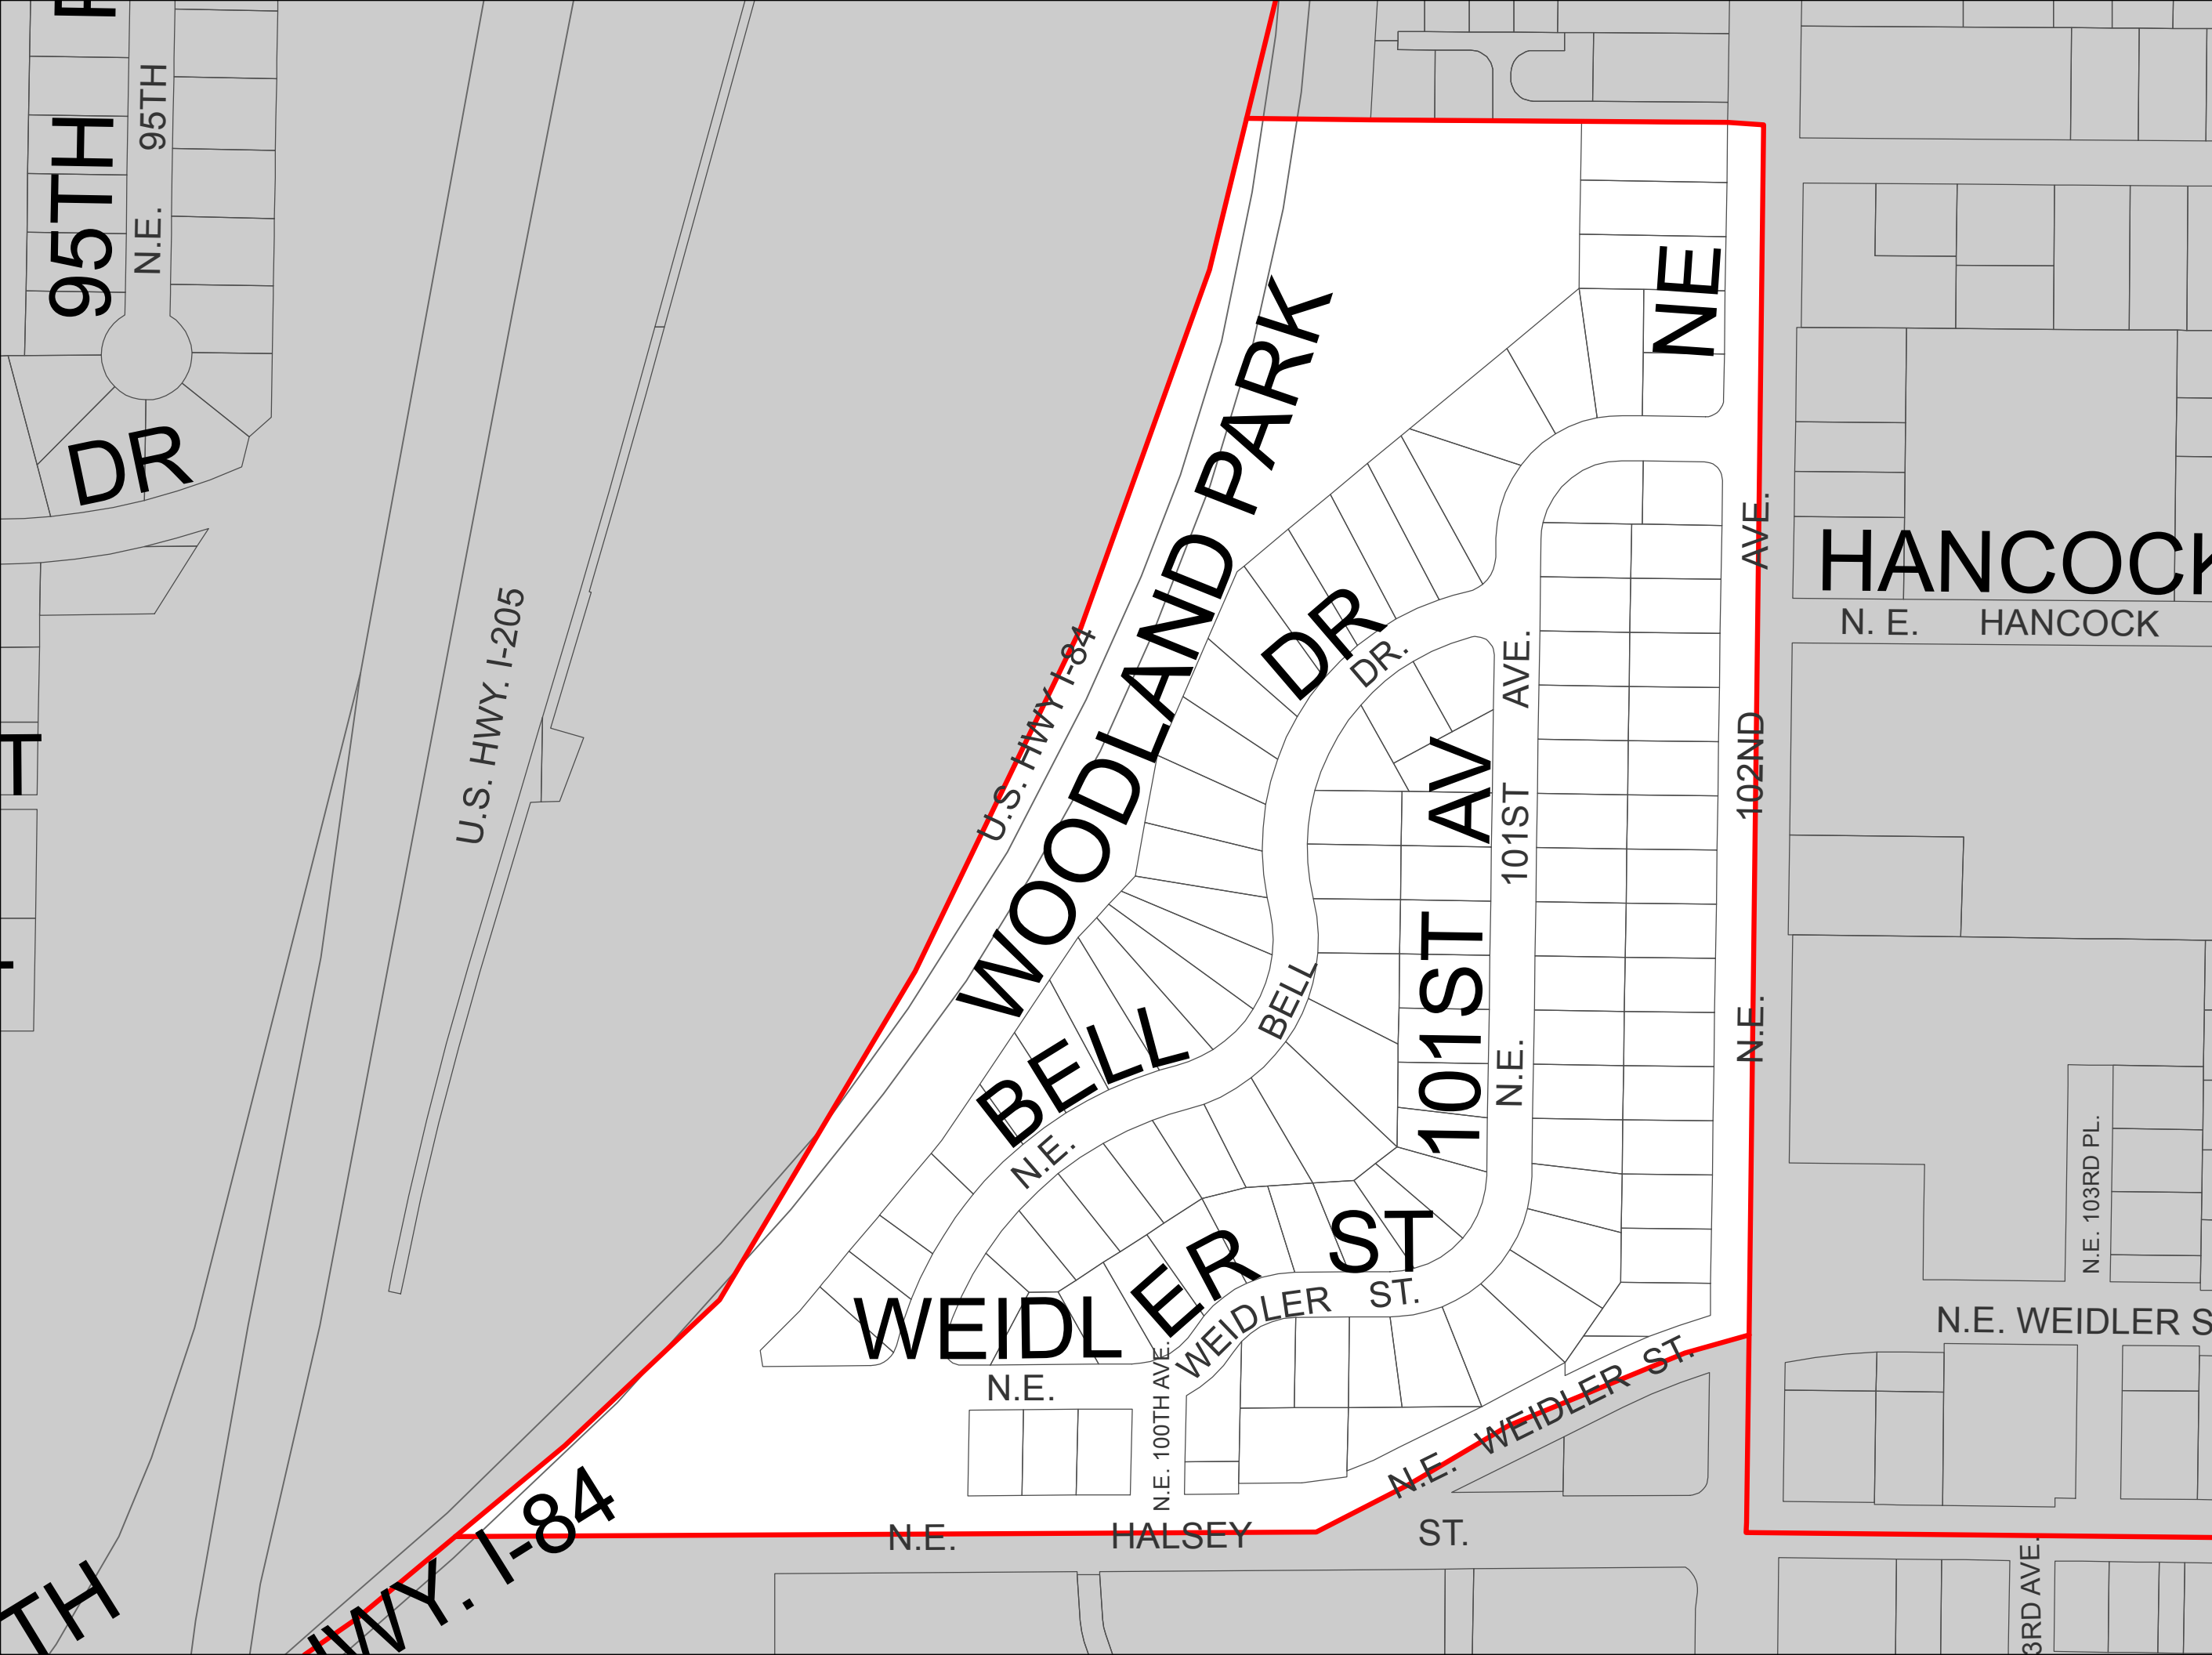 95TH
N.E. 95TH
DR
U.S. HWY. I-205
U.S. HWY I-84
WOODLAND PARK
NE
N.E. 102ND AVE.
HANCOCK
N. E. HANCOCK
DR
DR.
101ST AV
N.E. 101ST AVE.
BELL
N.E. BELL
WEIDLER ST
N.E. WEIDLER ST.
N.E. 100TH AVE.
N.E. WEIDLER ST.
N.E. 103RD PL.
N.E. WEIDLER S
N.E. HALSEY ST.
HWY. I-84
TH
T
3RD AVE.